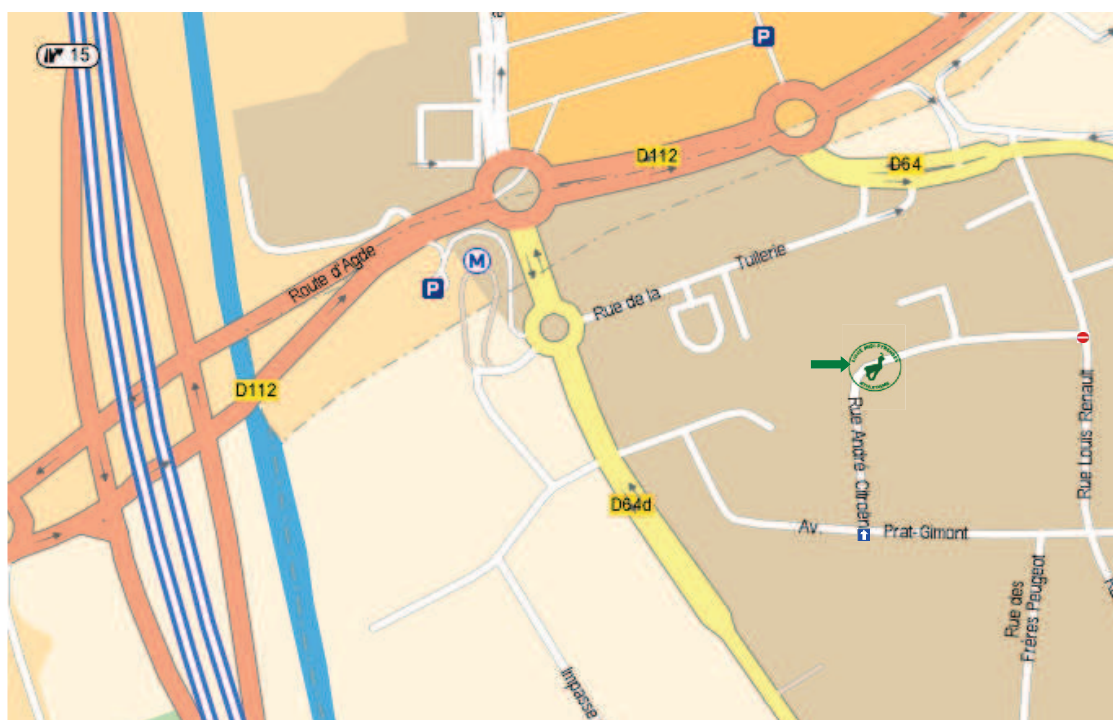 15
P
D112
D64
Route d'Agde
M
P
Tuilerie
Rue de la
D112
Rue André Citroën
Rue Louis Renault
D64d
Av.
Prat-Gimont
Rue des
Frères Peugeot
Impasse